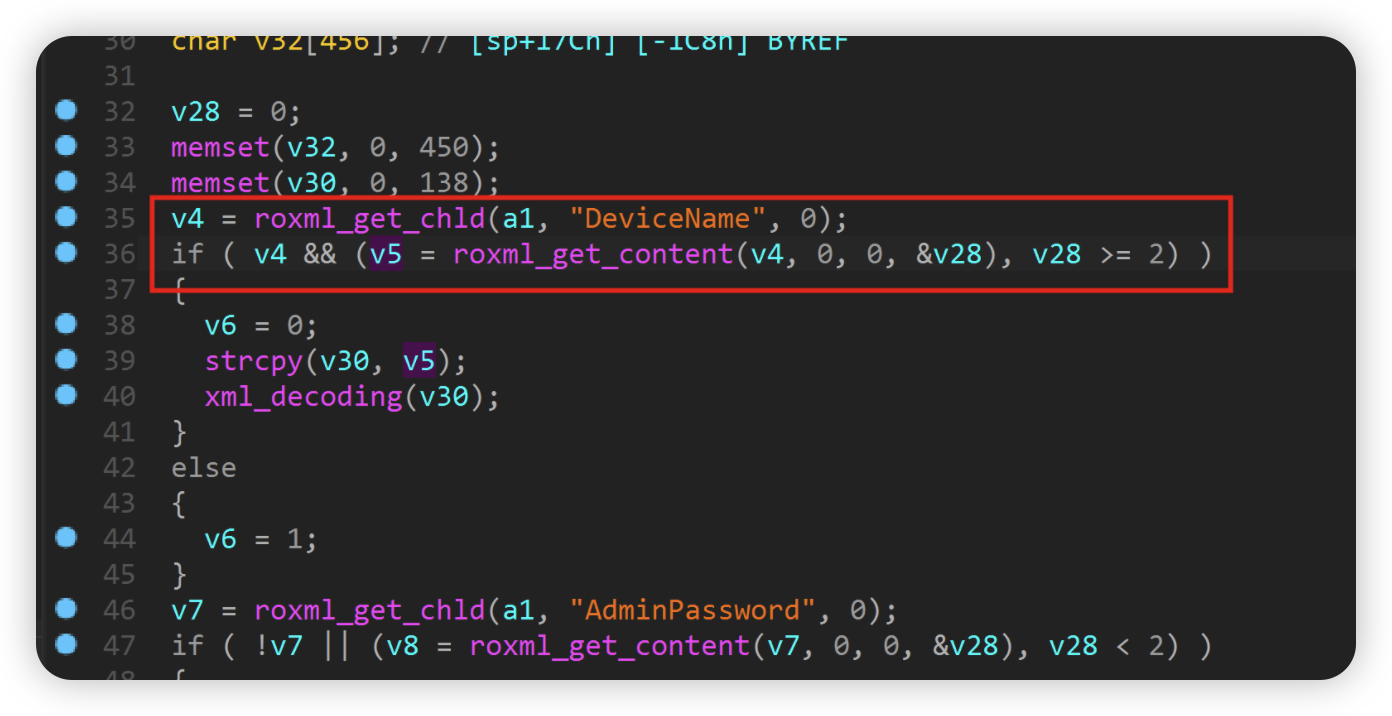 30 char v32[456]; // [sp+17Ch] [-1C8h] BYREF
31
32 v28 = 0;
33 memset(v32, 0, 450);
34 memset(v30, 0, 138);
35 v4 = roxml_get_chld(a1, "DeviceName", 0);
36 if ( v4 && (v5 = roxml_get_content(v4, 0, 0, &v28), v28 >= 2) )
37 {
38 v6 = 0;
39 strcpy(v30, v5);
40 xml_decoding(v30);
41 }
42 else
43 {
44 v6 = 1;
45 }
46 v7 = roxml_get_chld(a1, "AdminPassword", 0);
47 if ( !v7 || (v8 = roxml_get_content(v7, 0, 0, &v28), v28 < 2) )
48 {